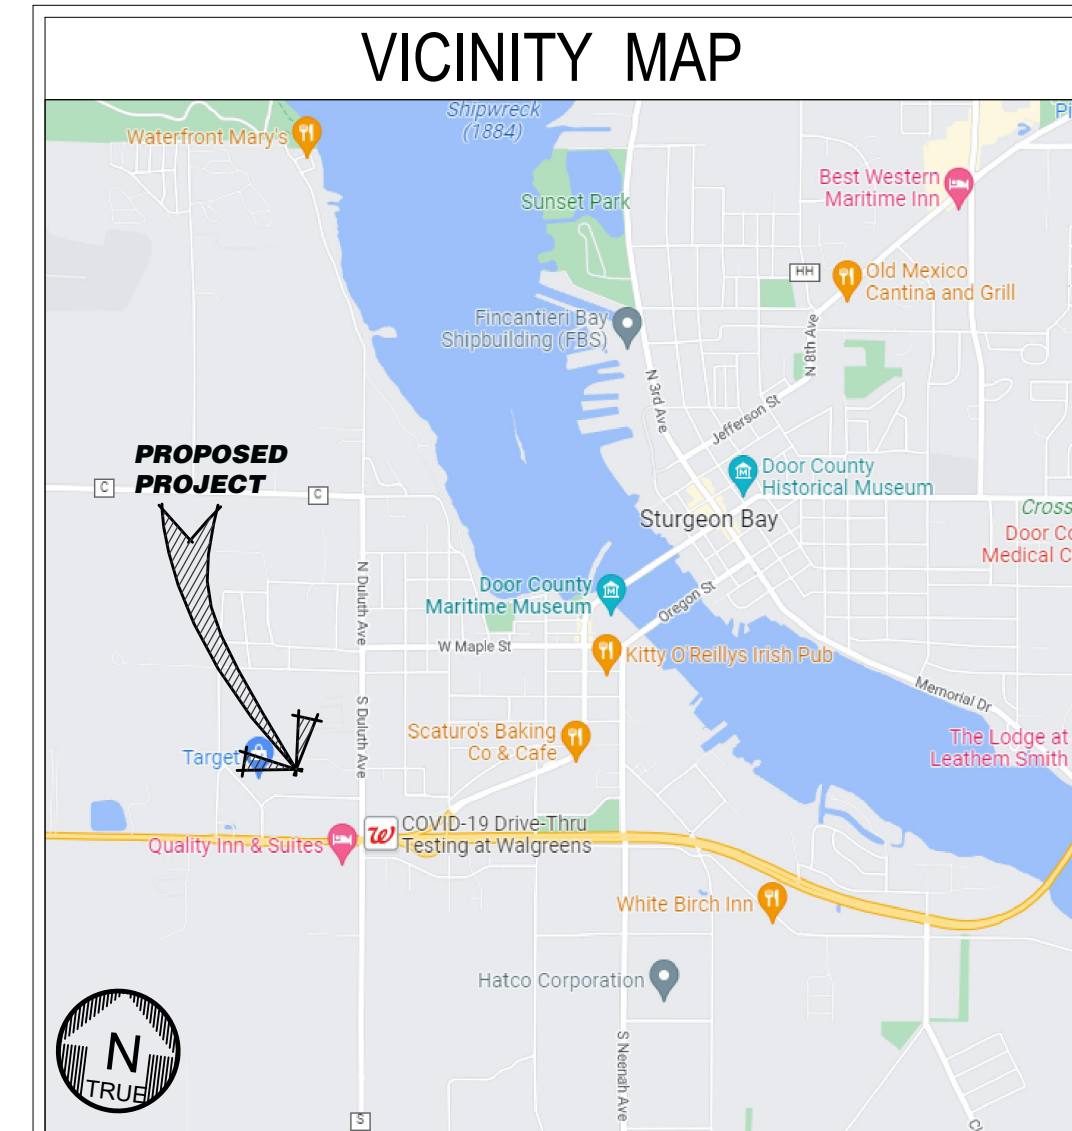 VICINITY MAP
Shipwreck
(1884)
Waterfront Mary's
Best Western
Maritime Inn
Sunset Park
HH
Old Mexico
Cantina and Grill
Fincantieri Bay
Shipbuilding (FBS)
N 8th Ave
N 3rd Ave
Jefferson St
PROPOSED
PROJECT
C
C
Door County
Historical Museum
Sturgeon Bay
Cross
Door Co
Medical C
N Duluth Ave
Door County
Maritime Museum
Oregon St
W Maple St
Kitty O'Reillys Irish Pub
Memorial Dr
S Duluth Ave
Scaturo's Baking
Co & Cafe
Target
The Lodge at
Leathem Smith
W
COVID-19 Drive-Thru
Testing at Walgreens
Quality Inn & Suites
White Birch Inn
Hatco Corporation
N
TRUE
S Neenah Ave
S